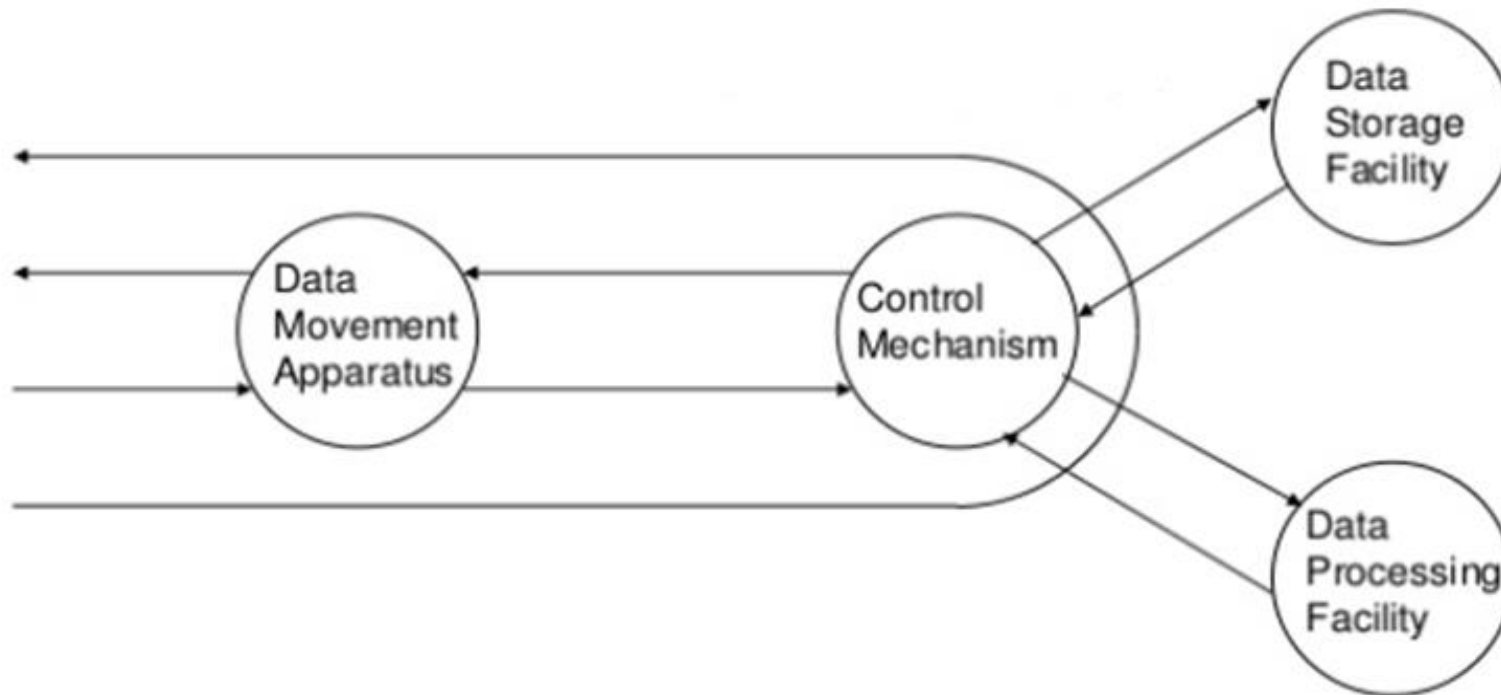 Data
Storage
Facility
Data
Movement
Apparatus
Control
Mechanism
Data
Processing
Facility